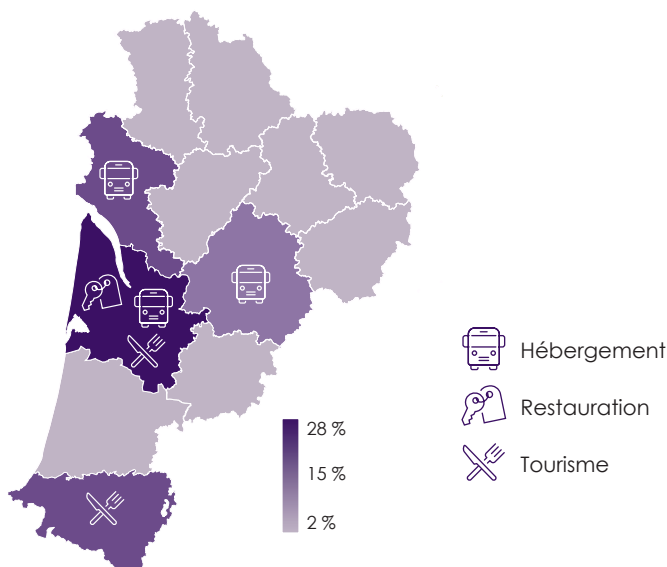 28 %
15 %
2 %
Hébergement
Restauration
Tourisme